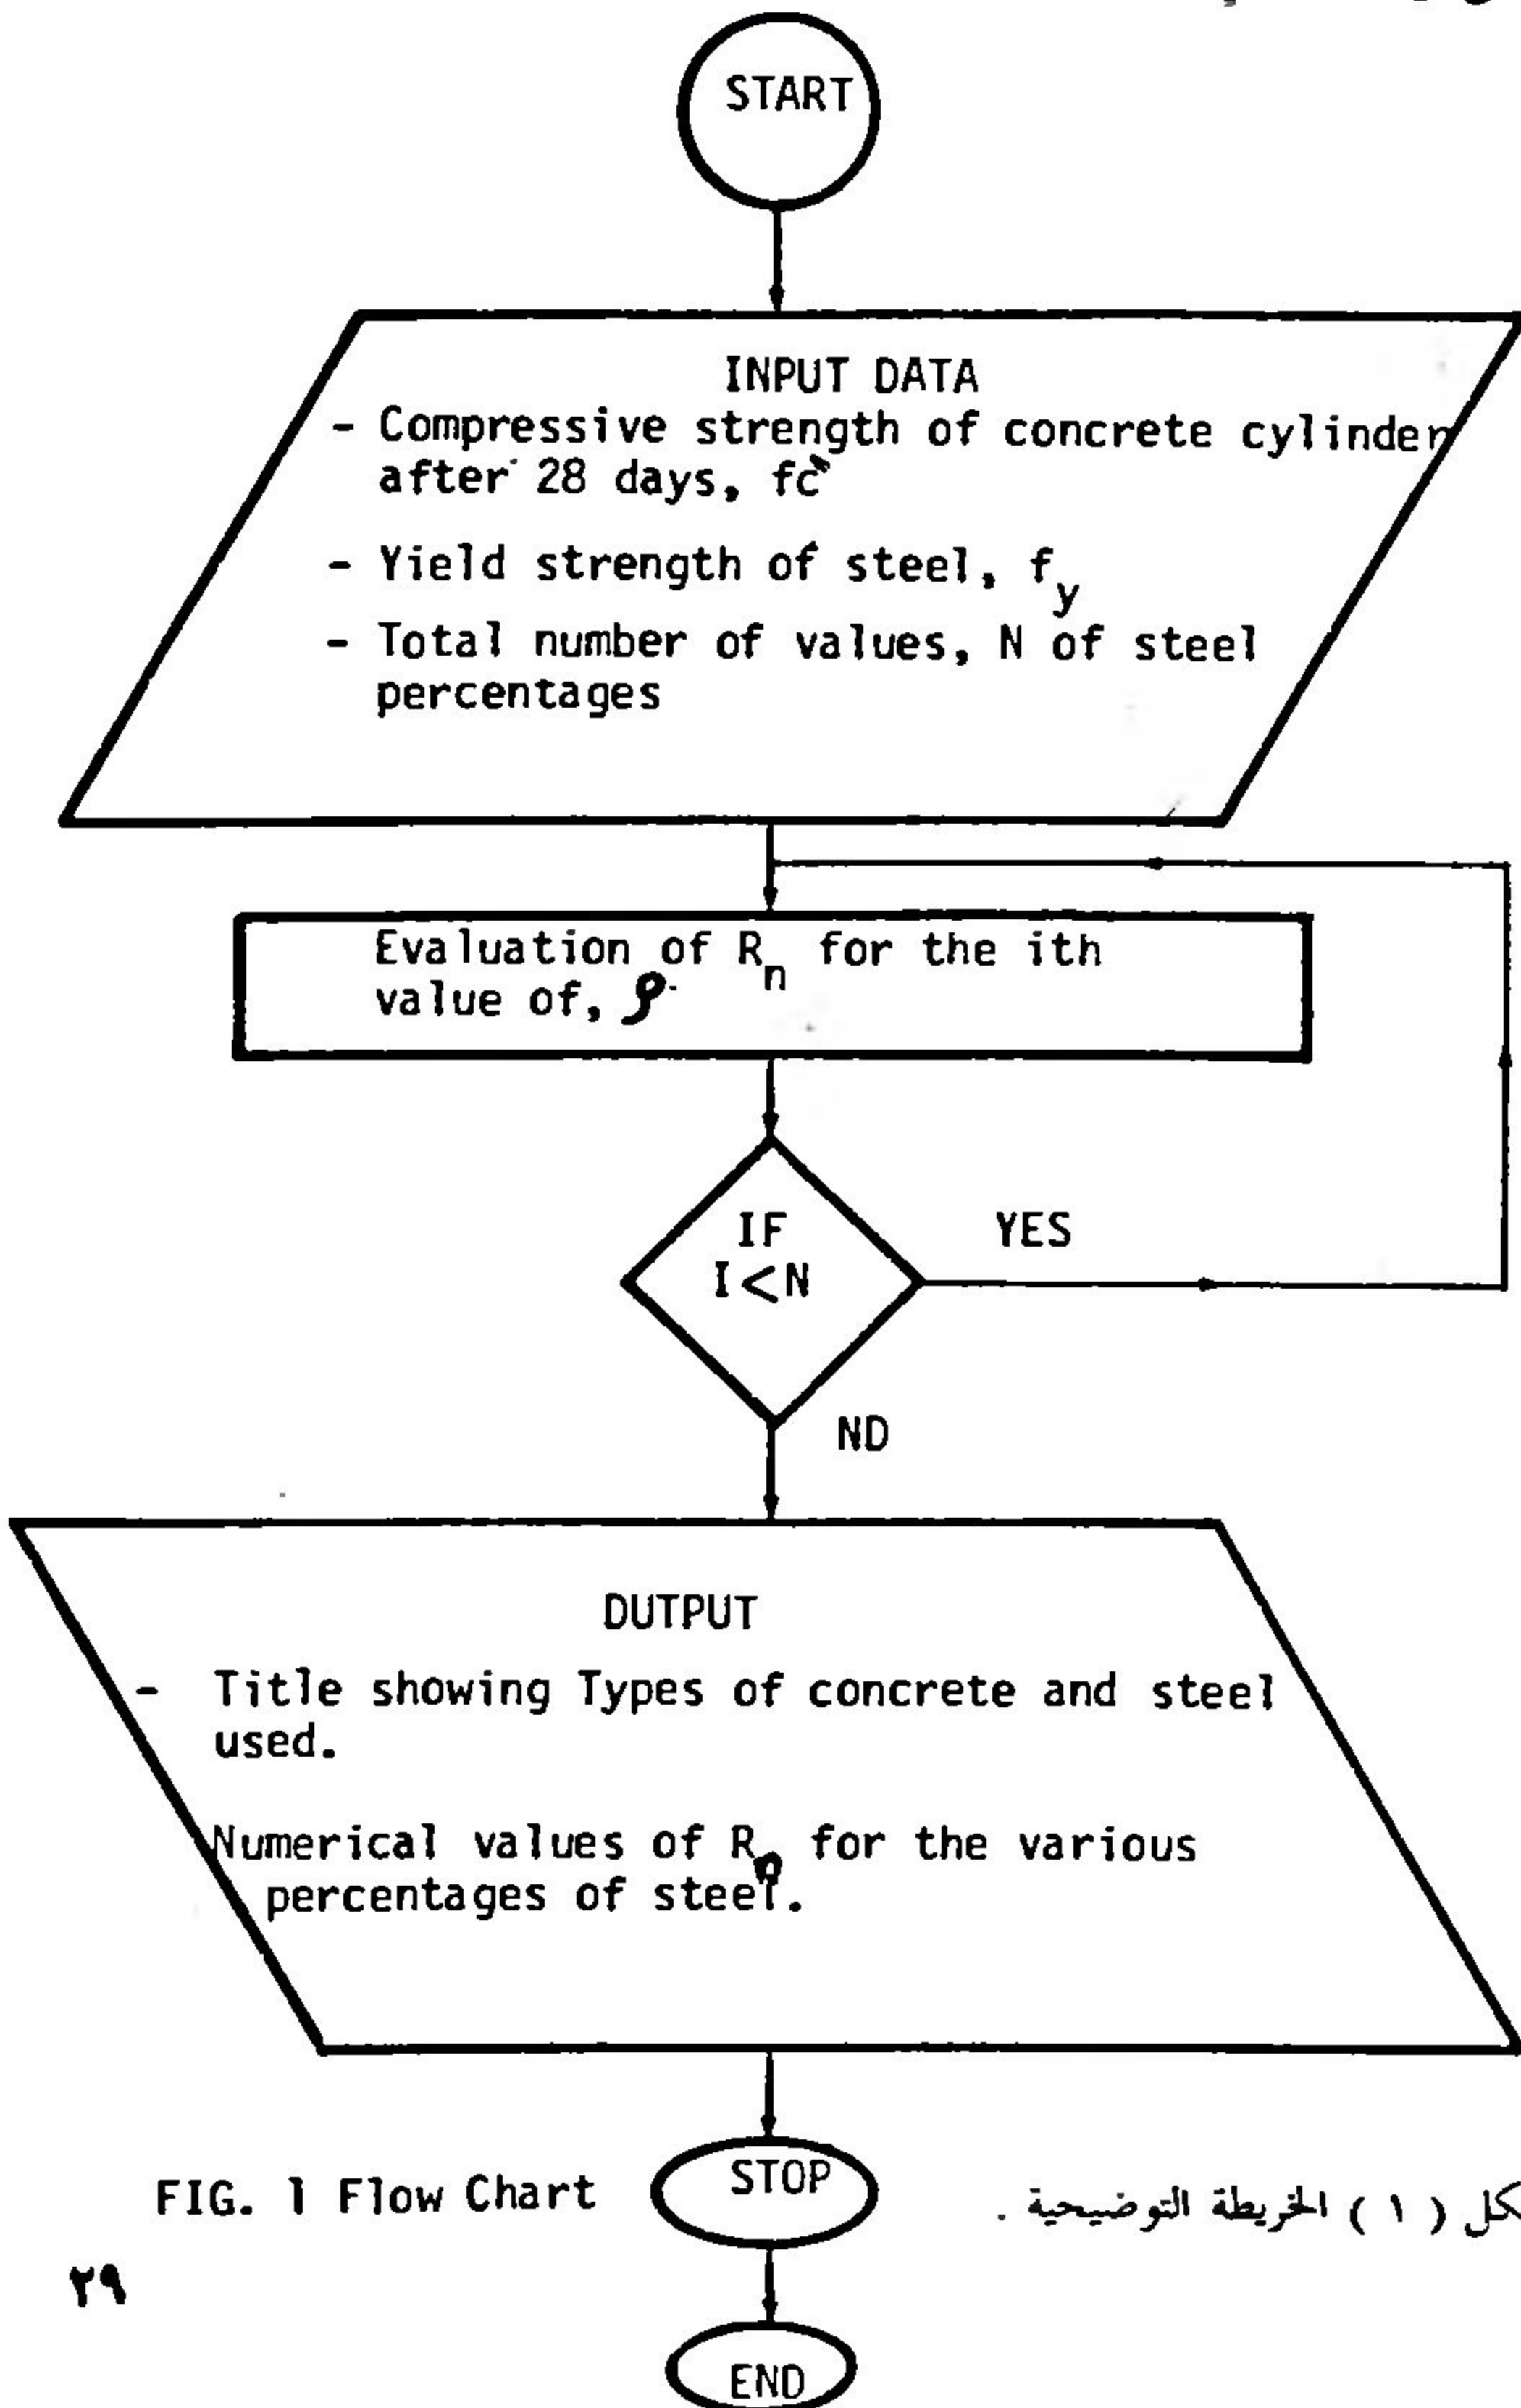 START
INPUT DATA
- Compressive strength of concrete cylinder
after 28 days, fc`
- Yield strength of steel, f_y
- Total number of values, N of steel
percentages
Evaluation of R_n for the ith
value of, ρ
IF
I<N
YES
ND
DUTPUT
- Title showing Types of concrete and steel
used.
Numerical values of R_n for the various
percentages of steel.
STOP
FIG. 1 Flow Chart
كل ( ١ ) الخريطة التوضيحية .
٢٩
END